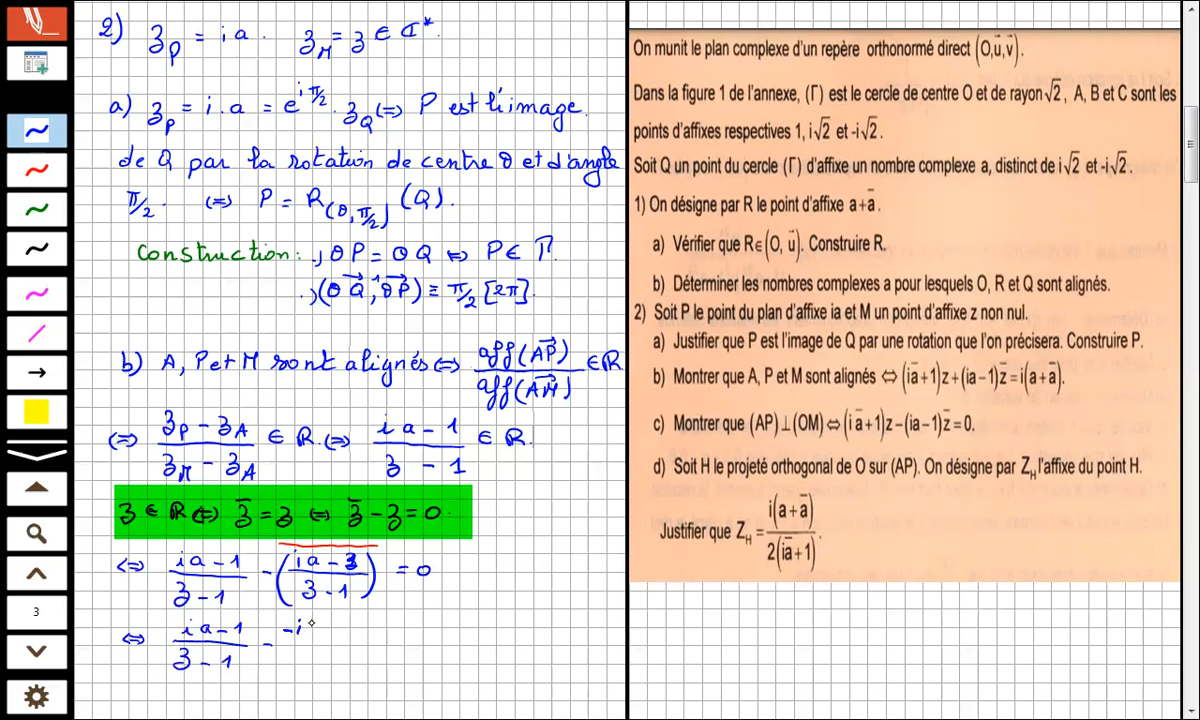 2) 𝓏_P = i a . 𝓏_M = 𝓏 ∈ ℂ*.
a) 𝓏_P = i . a = e^{i π/2} . 𝓏_Q ⇔ P est l'image
de Q par la rotation de centre O et d'angle
π/2 ⇔ P = R_(O, π/2) (Q).
Construction : . OP = OQ ⇔ P ∈ Γ
. (OQ⃗, OP⃗) ≡ π/2 [2π].
b) A, P et M sont alignés ⇔ aff(AP⃗) / aff(AM⃗) ∈ ℝ
⇔ (𝓏_P − 𝓏_A) / (𝓏_M − 𝓏_A) ∈ ℝ. ⇔ (i a − 1) / (𝓏 − 1) ∈ ℝ.
𝓏 ∈ ℝ ⇔ 𝓏̄ = 𝓏 ⇔ 𝓏̄ − 𝓏 = 0.
⇔ (i a − 1) / (𝓏 − 1) − ( (i a − 3) / (𝓏 − 1) )‾ = 0
⇔ (i a − 1) / (𝓏 − 1) − −i
3
On munit le plan complexe d'un repère orthonormé direct (O,u⃗,v⃗).
Dans la figure 1 de l'annexe, (Γ) est le cercle de centre O et de rayon √2, A, B et C sont les
points d'affixes respectives 1, i√2 et -i√2.
Soit Q un point du cercle (Γ) d'affixe un nombre complexe a, distinct de i√2 et -i√2.
1) On désigne par R le point d'affixe a+a̅.
a) Vérifier que R∈(O, u⃗). Construire R.
b) Déterminer les nombres complexes a pour lesquels O, R et Q sont alignés.
2) Soit P le point du plan d'affixe ia et M un point d'affixe z non nul.
a) Justifier que P est l'image de Q par une rotation que l'on précisera. Construire P.
b) Montrer que A, P et M sont alignés ⇔ (ia̅+1)z+(ia−1)z̅=i(a+a̅).
c) Montrer que (AP)⊥(OM)⇔(ia̅+1)z−(ia−1)z̅=0.
d) Soit H le projeté orthogonal de O sur (AP). On désigne par Z_H l'affixe du point H.
Justifier que Z_H = i(a+a̅) / 2(ia̅+1)